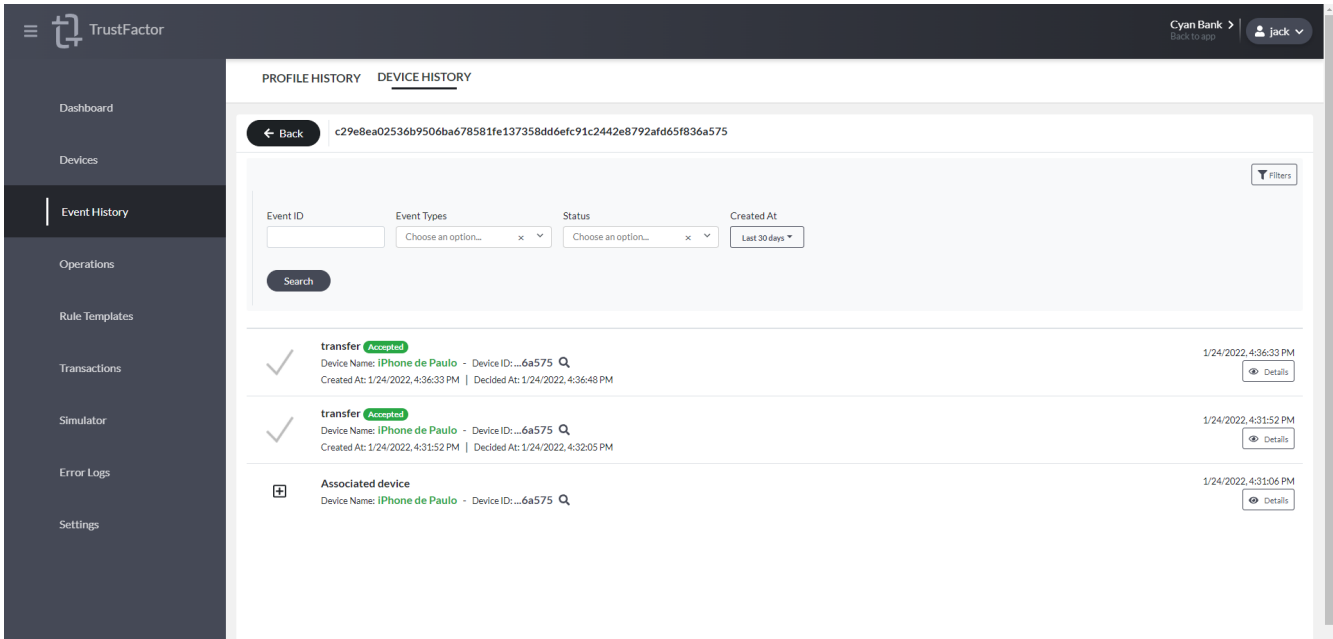 TrustFactor
Cyan Bank
Back to app
jack
Dashboard
Devices
Event History
Operations
Rule Templates
Transactions
Simulator
Error Logs
Settings
PROFILE HISTORY DEVICE HISTORY
Back c29e8ea02536b9506ba678581fe137358dd6efc91c2442e8792afd65f836a575
Filters
Event ID Event Types Status Created At
Choose an option... × Choose an option... × Last 30 days
Search
transfer Accepted
Device Name: iPhone de Paulo - Device ID: ...6a575
Created At: 1/24/2022, 4:36:33 PM | Decided At: 1/24/2022, 4:36:48 PM
1/24/2022, 4:36:33 PM
Details
transfer Accepted
Device Name: iPhone de Paulo - Device ID: ...6a575
Created At: 1/24/2022, 4:31:52 PM | Decided At: 1/24/2022, 4:32:05 PM
1/24/2022, 4:31:52 PM
Details
Associated device
Device Name: iPhone de Paulo - Device ID: ...6a575
1/24/2022, 4:31:06 PM
Details